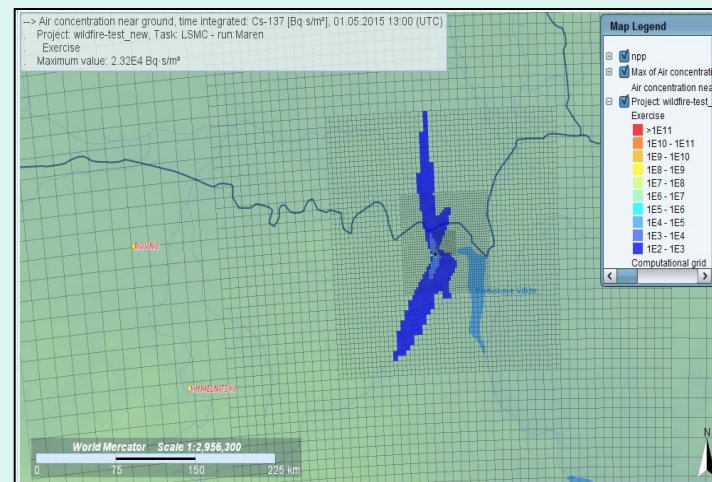 --> Air concentration near ground, time integrated: Cs-137 [Bq·s/m³], 01.05.2015 13:00 (UTC)
Project: wildfire-test_new, Task: LSMC - run:Maren
Exercise
Maximum value: 2.32E4 Bq·s/m³
Map Legend
npp
Max of Air concentrati
Air concentration nea
Project: wildfire-test_
Exercise
>1E11
1E10 - 1E11
1E9 - 1E10
1E8 - 1E9
1E7 - 1E8
1E6 - 1E7
1E5 - 1E6
1E4 - 1E5
1E3 - 1E4
1E2 - 1E3
Computational grid
ROVNO
KHMELNITSKI
N
World Mercator Scale 1:2,956,300
0 75 150 225 km